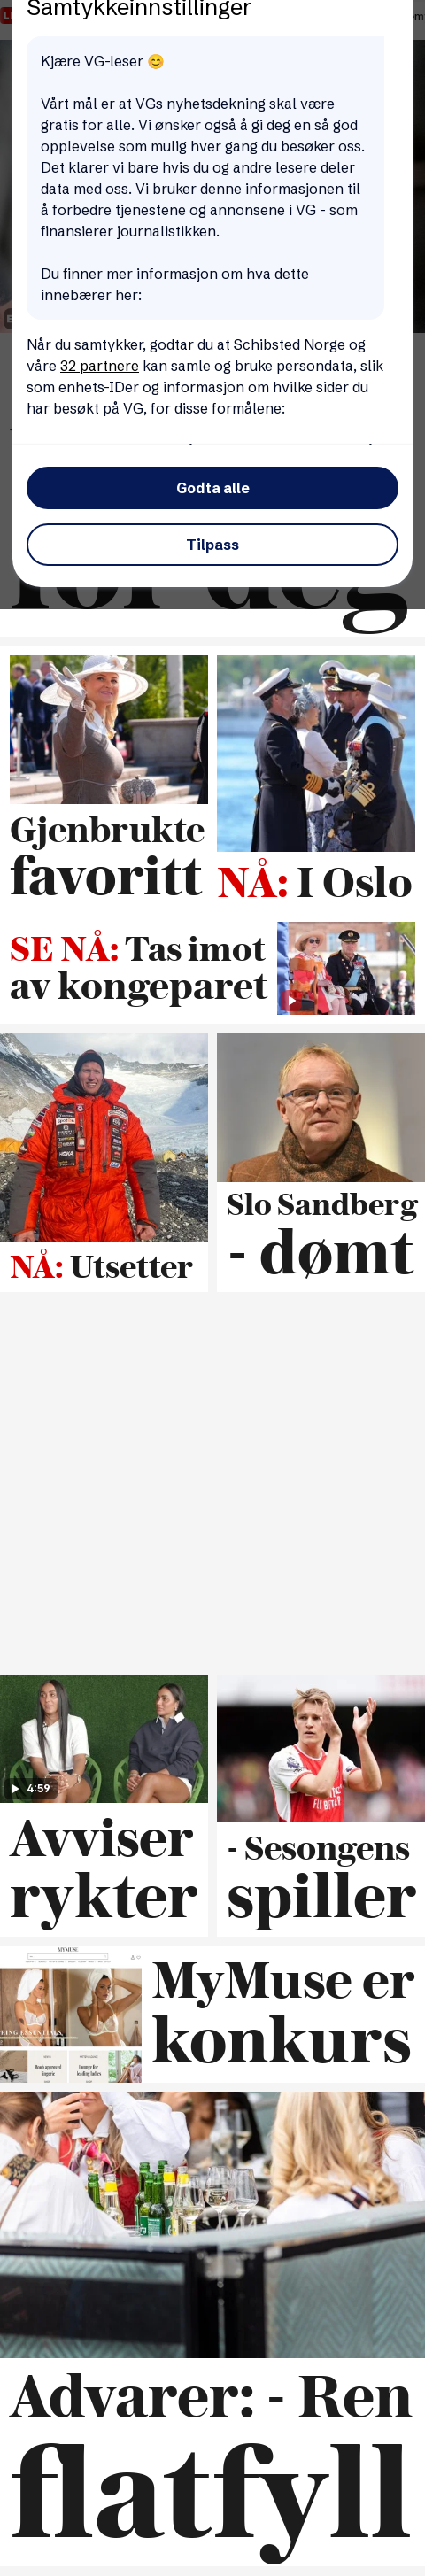 Samtykkeinnstillinger
Kjære VG-leser 😊
Vårt mål er at VGs nyhetsdekning skal være
gratis for alle. Vi ønsker også å gi deg en så god
opplevelse som mulig hver gang du besøker oss.
Det klarer vi bare hvis du og andre lesere deler
data med oss. Vi bruker denne informasjonen til
å forbedre tjenestene og annonsene i VG - som
finansierer journalistikken.
Du finner mer informasjon om hva dette
innebærer her:
Når du samtykker, godtar du at Schibsted Norge og
våre 32 partnere kan samle og bruke persondata, slik
som enhets-IDer og informasjon om hvilke sider du
har besøkt på VG, for disse formålene:
Godta alle
Tilpass
for deg
Gjenbrukte
favoritt
NÅ: I Oslo
SE NÅ: Tas imot
av kongeparet
NÅ: Utsetter
Slo Sandberg
- dømt
4:59
Avviser
rykter
- Sesongens
spiller
MYMUSE
MyMuse er
konkurs
Advarer: - Ren
flatfyll